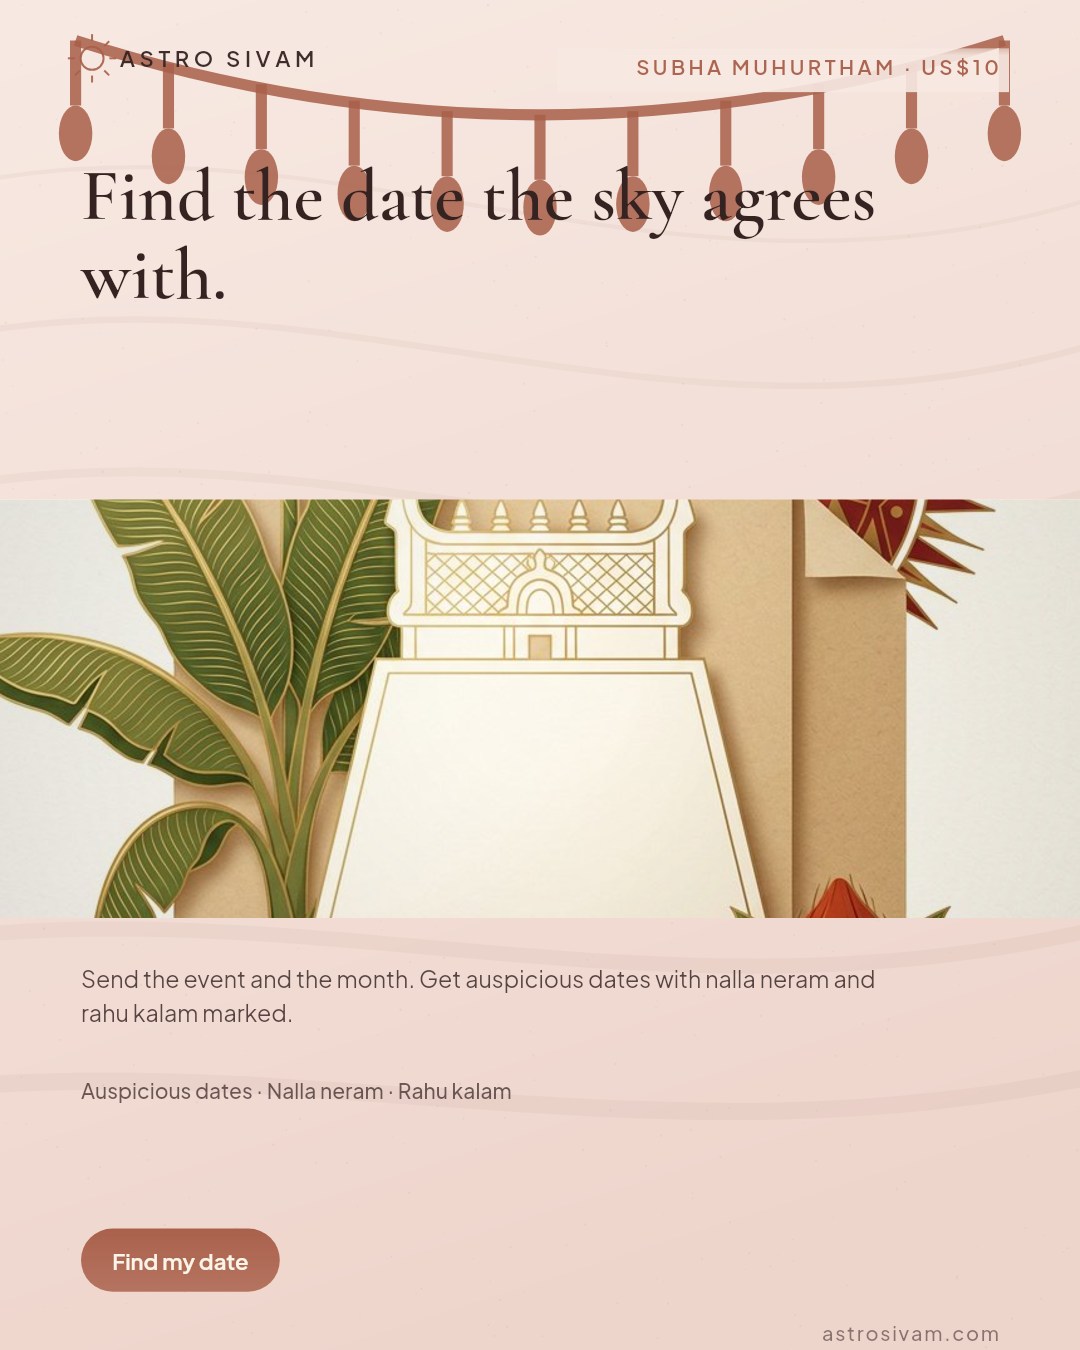 ASTRO SIVAM
SUBHA MUHURTHAM · US$10
Find the date the sky agrees
with.
Send the event and the month. Get auspicious dates with nalla neram and
rahu kalam marked.
Auspicious dates · Nalla neram · Rahu kalam
Find my date
astrosivam.com